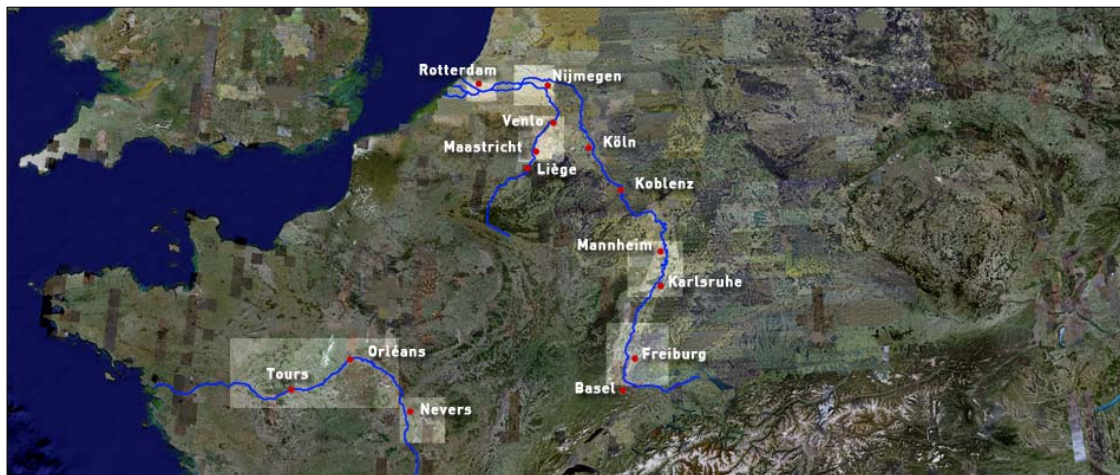 Rotterdam
Nijmegen
Venlo
Köln
Maastricht
Liège
Koblenz
Mannheim
Karlsruhe
Orléans
Freiburg
Tours
Basel
Nevers